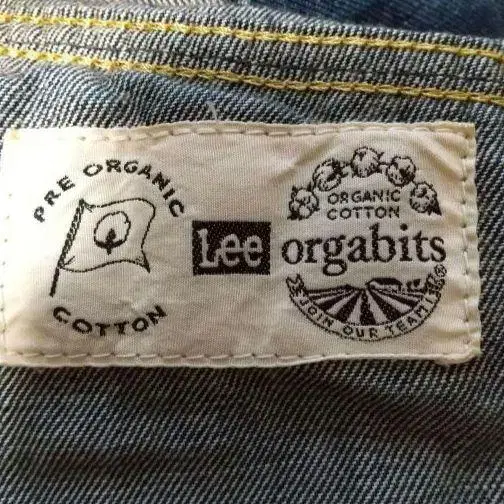 PRE ORGANIC
COTTON
Lee
ORGANIC
COTTON
orgabits®
JOIN OUR TEAM!